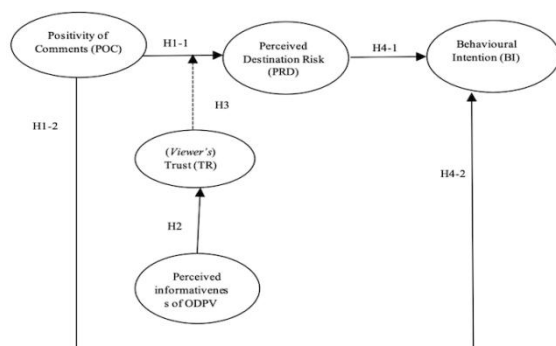 Positivity of
Comments (POC)
H1-1
Perceived
Destination Risk
(PRD)
H4-1
Behavioural
Intention (BI)
H3
H1-2
(Viewer's)
Trust (TR)
H4-2
H2
Perceived
informativenes
s of ODPV